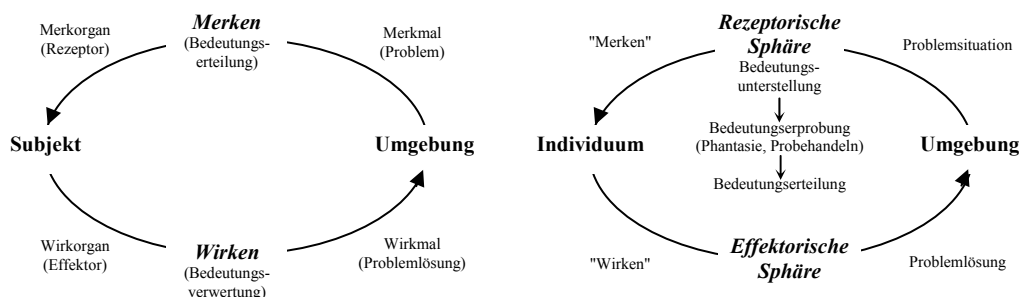 Merkorgan
(Rezeptor)
Merken
(Bedeutungs-
erteilung)
Merkmal
(Problem)
Subjekt
Umgebung
Wirkorgan
(Effektor)
Wirken
(Bedeutungs-
verwertung)
Wirkmal
(Problemlösung)
"Merken"
Rezeptorische
Sphäre
Bedeutungs-
unterstellung
Problemsituation
Individuum
Bedeutungserprobung
(Phantasie, Probehandeln)
Umgebung
Bedeutungserteilung
"Wirken"
Effektorische
Sphäre
Problemlösung